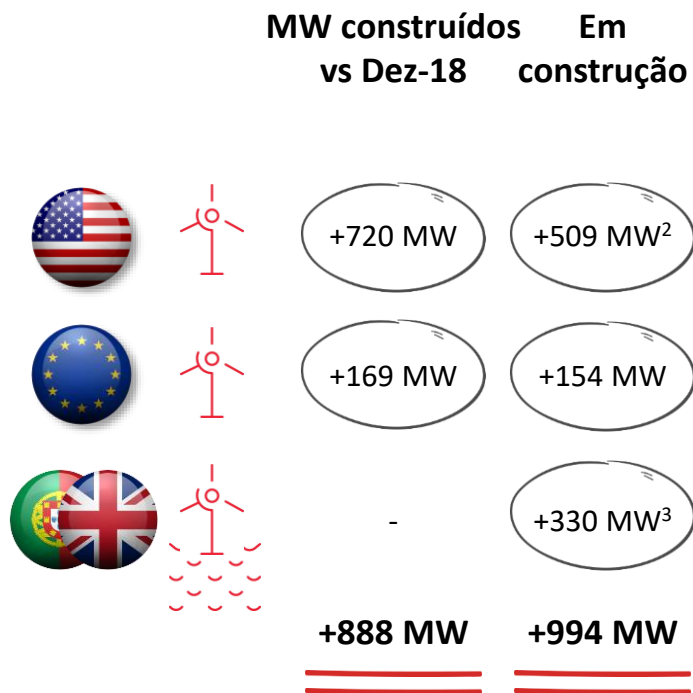 MW construídos Em
vs Dez-18 construção
+720 MW +509 MW²
+169 MW +154 MW
- +330 MW³
+888 MW +994 MW